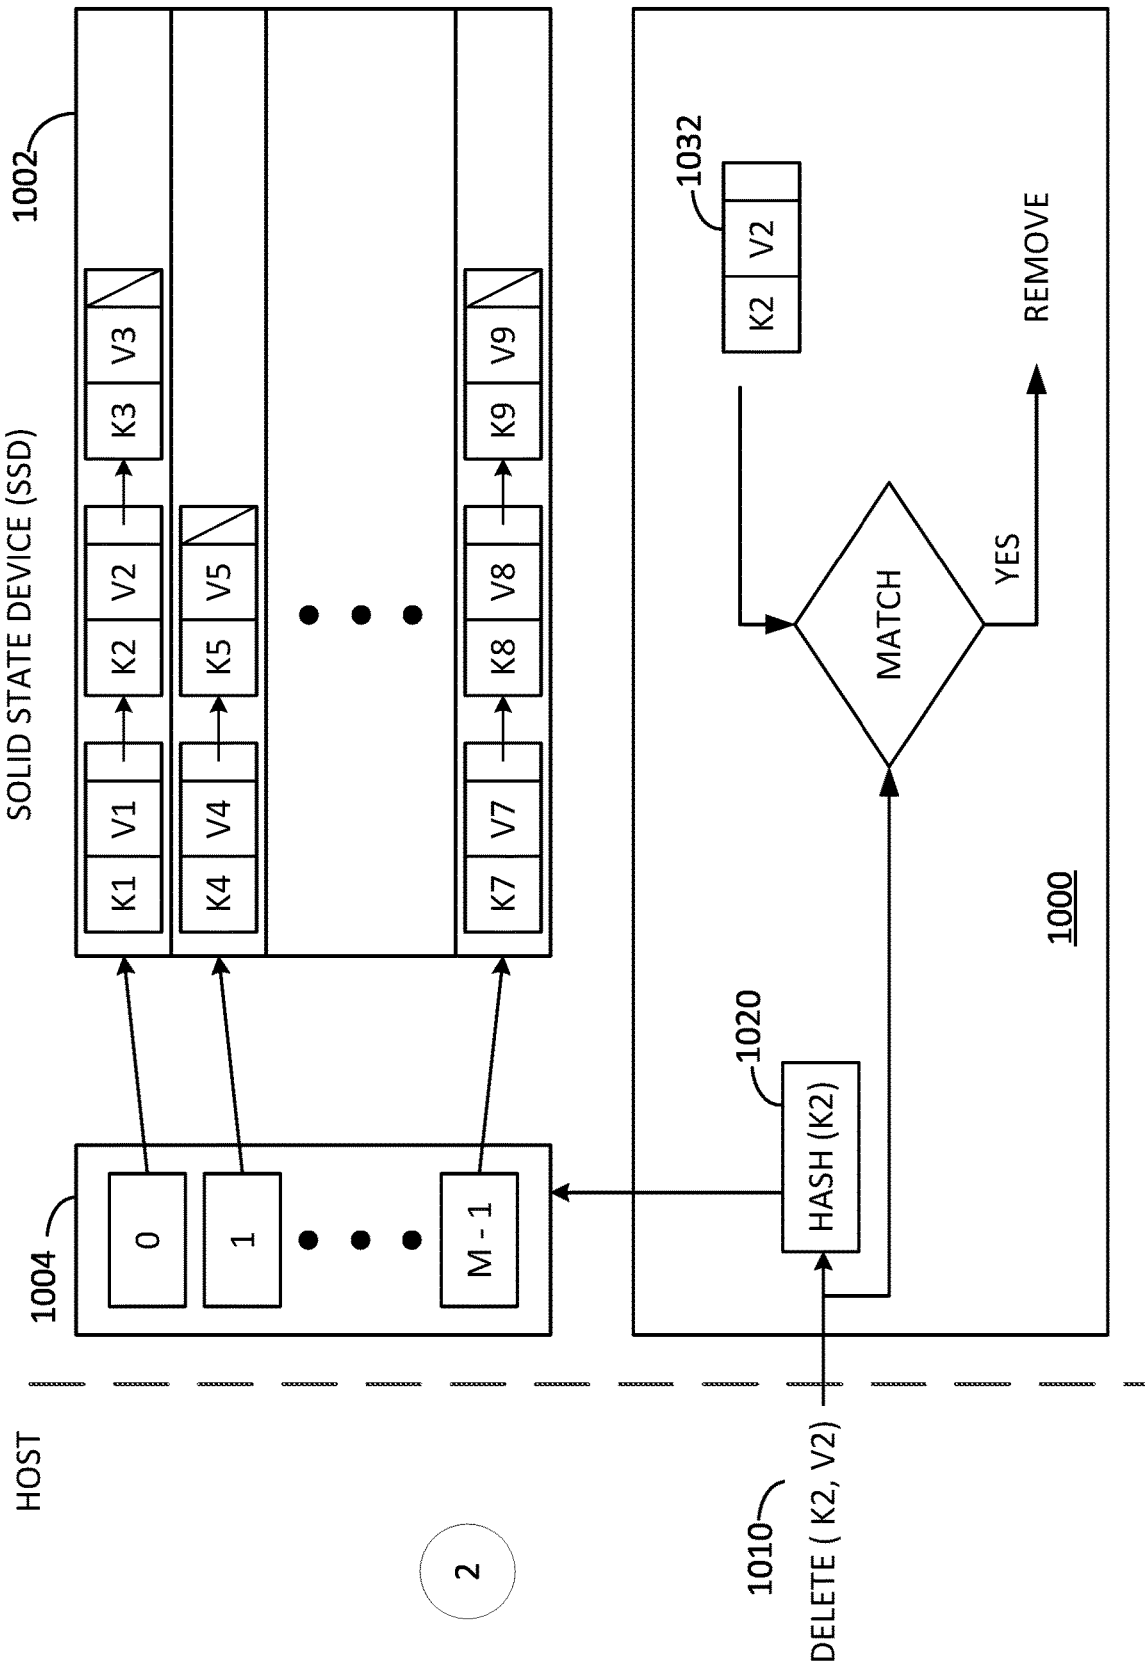 HOST
SOLID STATE DEVICE (SSD)
1004
1002
0
K1 V1 K2 V2 K3 V3
1
K4 V4 K5 V5
M - 1
K7 V7 K8 V8 K9 V9
2
1010
DELETE ( K2, V2)
1020
HASH (K2)
1032
K2 V2
MATCH
YES
REMOVE
1000